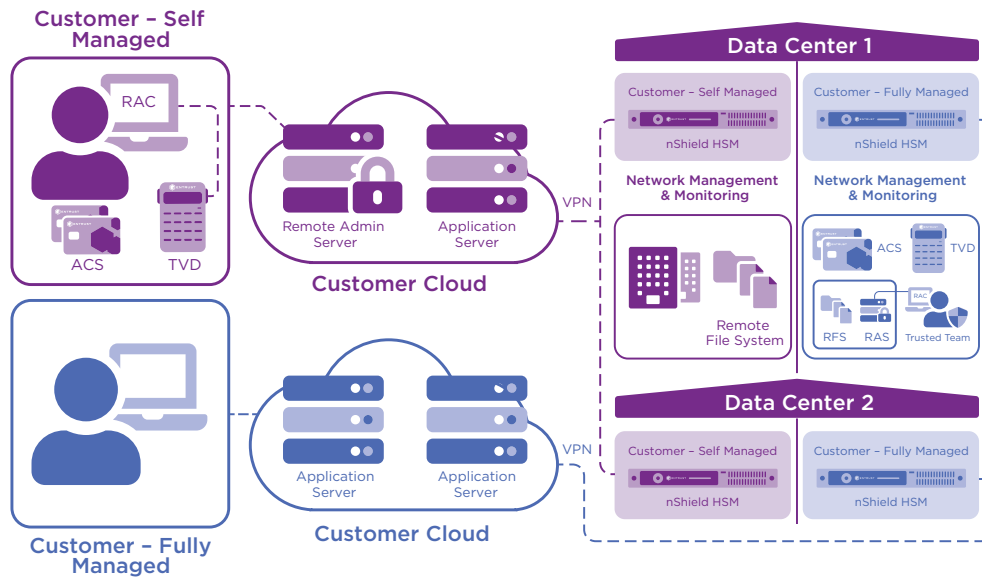 Customer – Self
Managed
RAC
ENTRUST
ACS
TVD
Customer – Fully
Managed
Remote Admin
Server
Application
Server
Customer Cloud
VPN
Application
Server
Application
Server
Customer Cloud
VPN
Data Center 1
Customer – Self Managed
nShield HSM
Customer – Fully Managed
nShield HSM
Network Management
& Monitoring
Network Management
& Monitoring
Remote
File System
ACS
TVD
RFS
RAS
RAC
Trusted Team
Data Center 2
Customer – Self Managed
nShield HSM
Customer – Fully Managed
nShield HSM